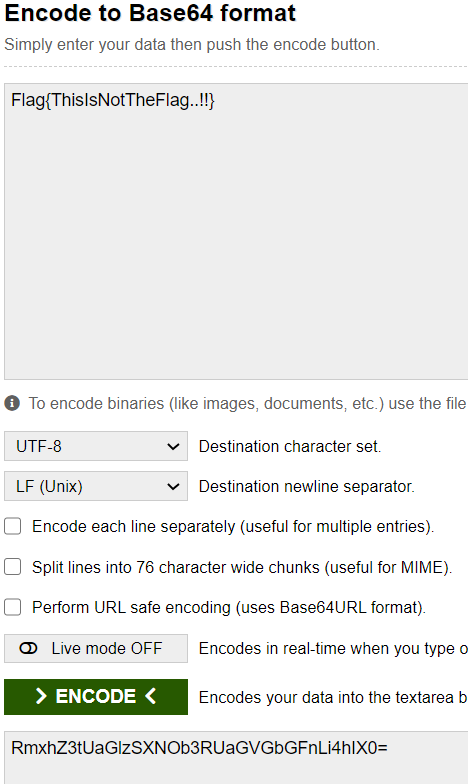 Encode to Base64 format
Simply enter your data then push the encode button.
Flag{ThisIsNotTheFlag..!!}
To encode binaries (like images, documents, etc.) use the file
UTF-8 Destination character set.
LF (Unix) Destination newline separator.
Encode each line separately (useful for multiple entries).
Split lines into 76 character wide chunks (useful for MIME).
Perform URL safe encoding (uses Base64URL format).
Live mode OFF Encodes in real-time when you type o
ENCODE Encodes your data into the textarea b
RmxhZ3tUaGlzSXNOb3RUaGVGbGFnLi4hIX0=